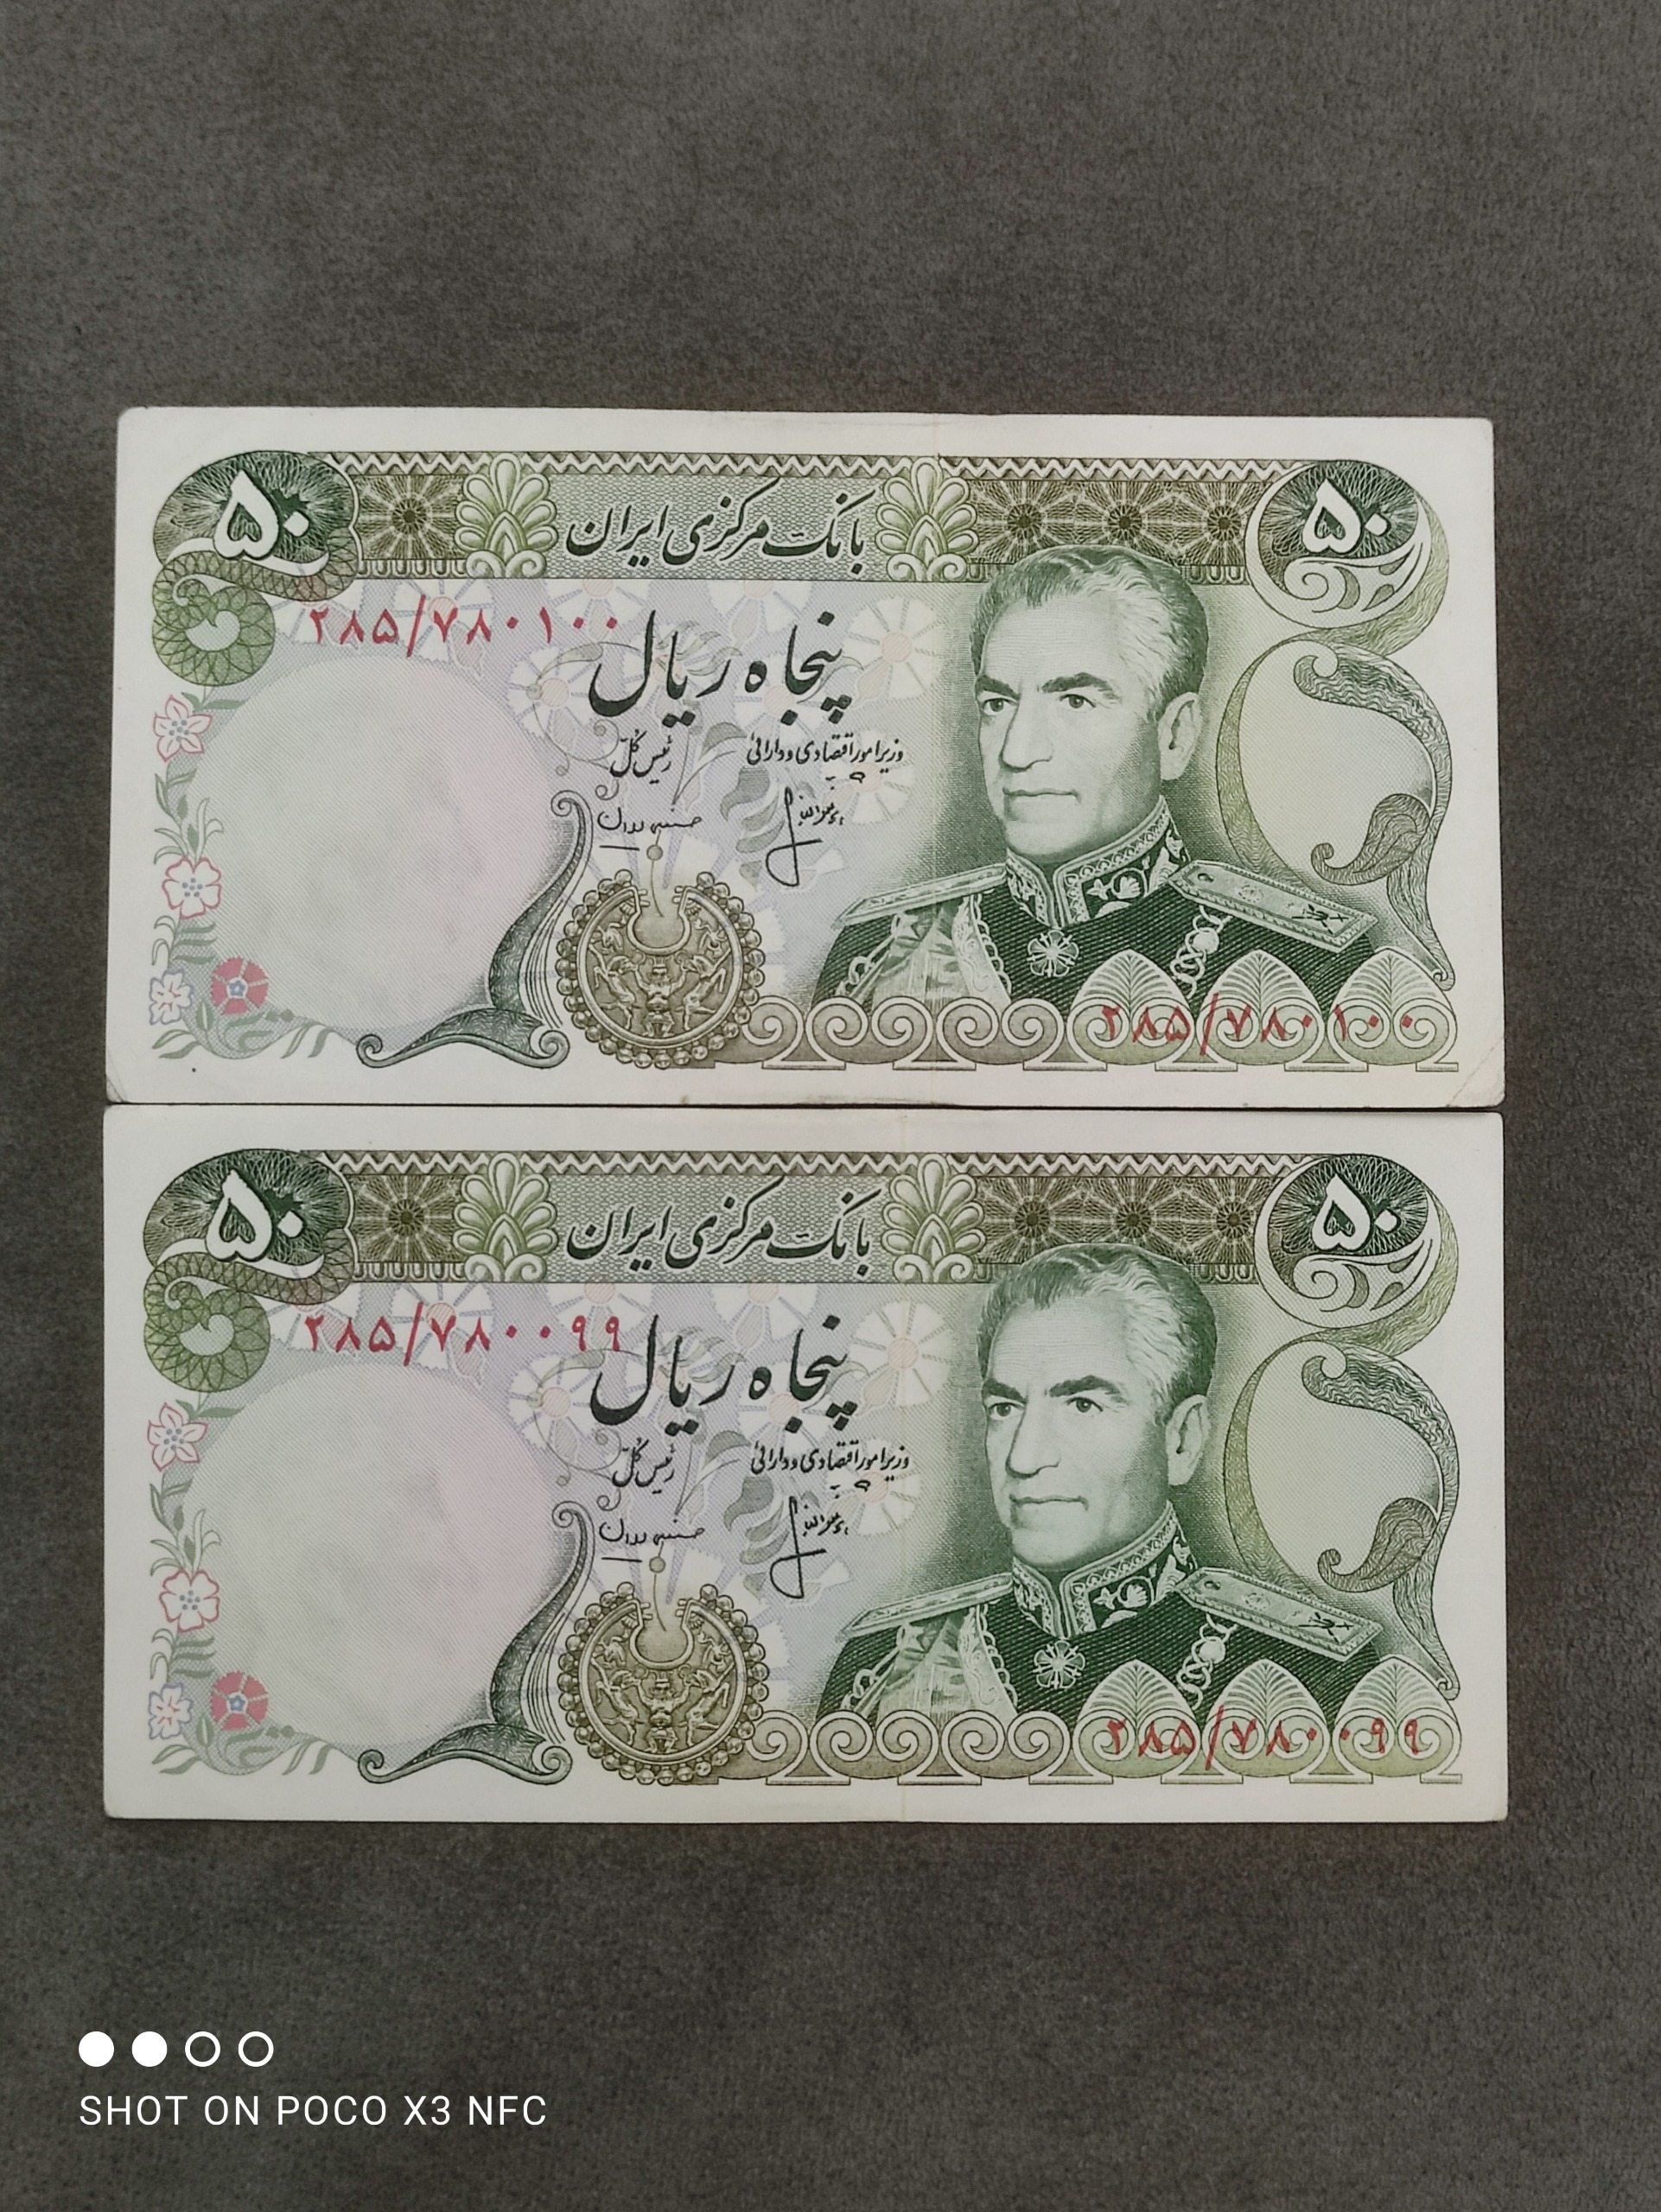 ۵۰
بانک مرکزی ایران
۵۰
۲۸۵/۷۸۰۱۰۰
پنجاه ریال
وزیر امور اقتصادی و دارائی
رئیس کل
۲۸۵/۷۸۰۱۰۰
۵۰
بانک مرکزی ایران
۵۰
۲۸۵/۷۸۰۰۹۹
پنجاه ریال
وزیر امور اقتصادی و دارائی
رئیس کل
۲۸۵/۷۸۰۰۹۹
SHOT ON POCO X3 NFC